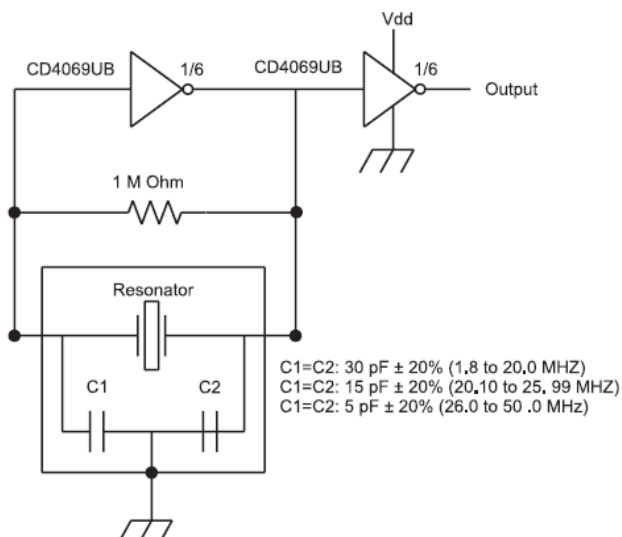 Vdd
CD4069UB
1/6
CD4069UB
1/6
Output
1 M Ohm
Resonator
C1
C2
C1=C2: 30 pF ± 20% (1.8 to 20.0 MHZ)
C1=C2: 15 pF ± 20% (20.10 to 25. 99 MHZ)
C1=C2: 5 pF ± 20% (26.0 to 50 .0 MHz)